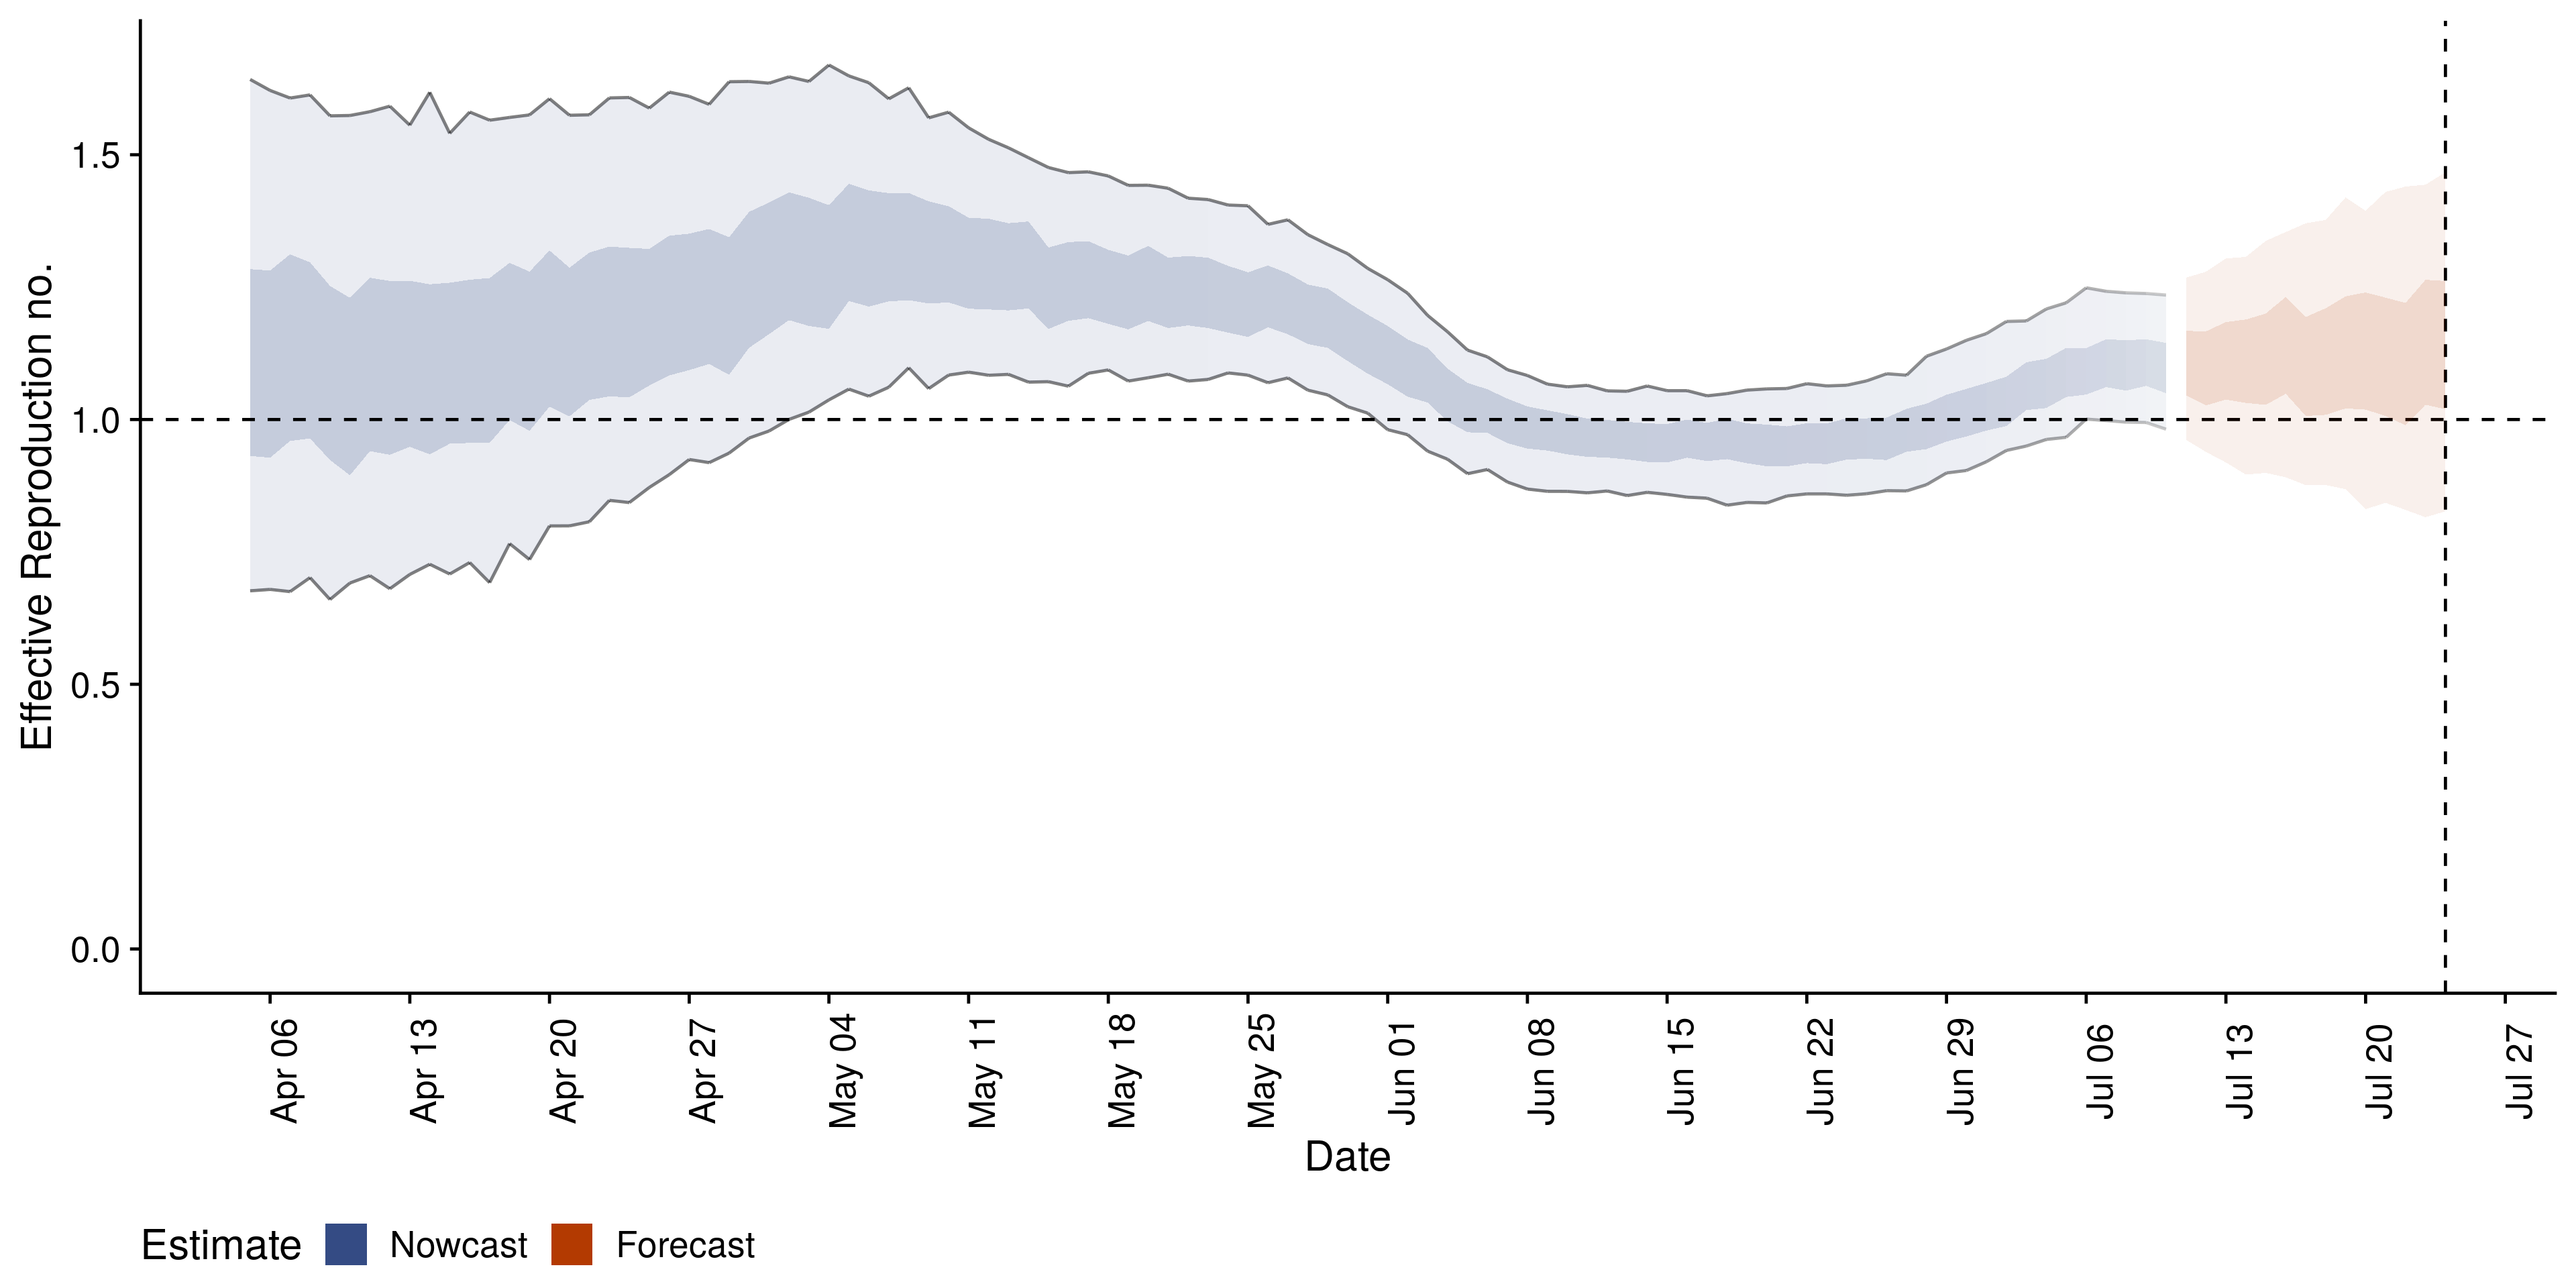 Effective Reproduction no.
1.5
1.0
0.5
0.0
Apr 06
Apr 13
Apr 20
Apr 27
May 04
May 11
May 18
May 25
Jun 01
Jun 08
Jun 15
Jun 22
Jun 29
Jul 06
Jul 13
Jul 20
Jul 27
Date
Estimate Nowcast Forecast